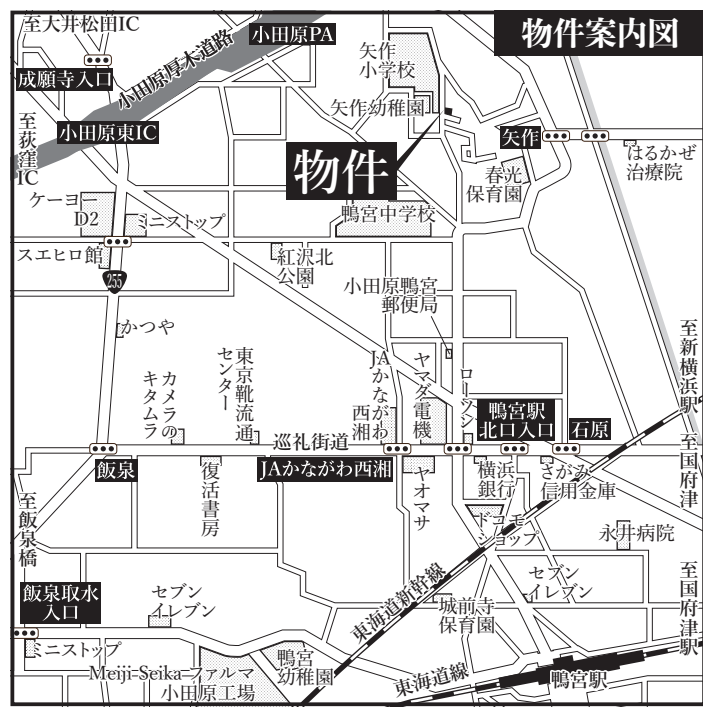 至大井松田IC
小田原PA
物件案内図
成願寺入口
小田原厚木道路
矢作
小学校
矢作幼稚園
至荻窪IC
小田原東IC
矢作
はるかぜ
治療院
物件
春光
保育園
ケーヨー
D2
ミニストップ
鴨宮中学校
スエヒロ館
紅沢北
公園
255
小田原鴨宮
郵便局
かつや
至新横浜駅
東京靴流通
センター
カメラの
キタムラ
JAかながわ
西湘
ヤマダ電機
ローソン
鴨宮駅
北口入口
石原
巡礼街道
飯泉
復活書房
JAかながわ西湘
ヤオマサ
横浜
銀行
さがみ
信用金庫
至国府津
至飯泉橋
ドコモ
ショップ
永井病院
飯泉取水
入口
セブン
イレブン
東海道新幹線
セブン
イレブン
至国府津駅
城前寺
保育園
ミニストップ
Meiji Seika ファルマ
小田原工場
鴨宮
幼稚園
東海道線
鴨宮駅